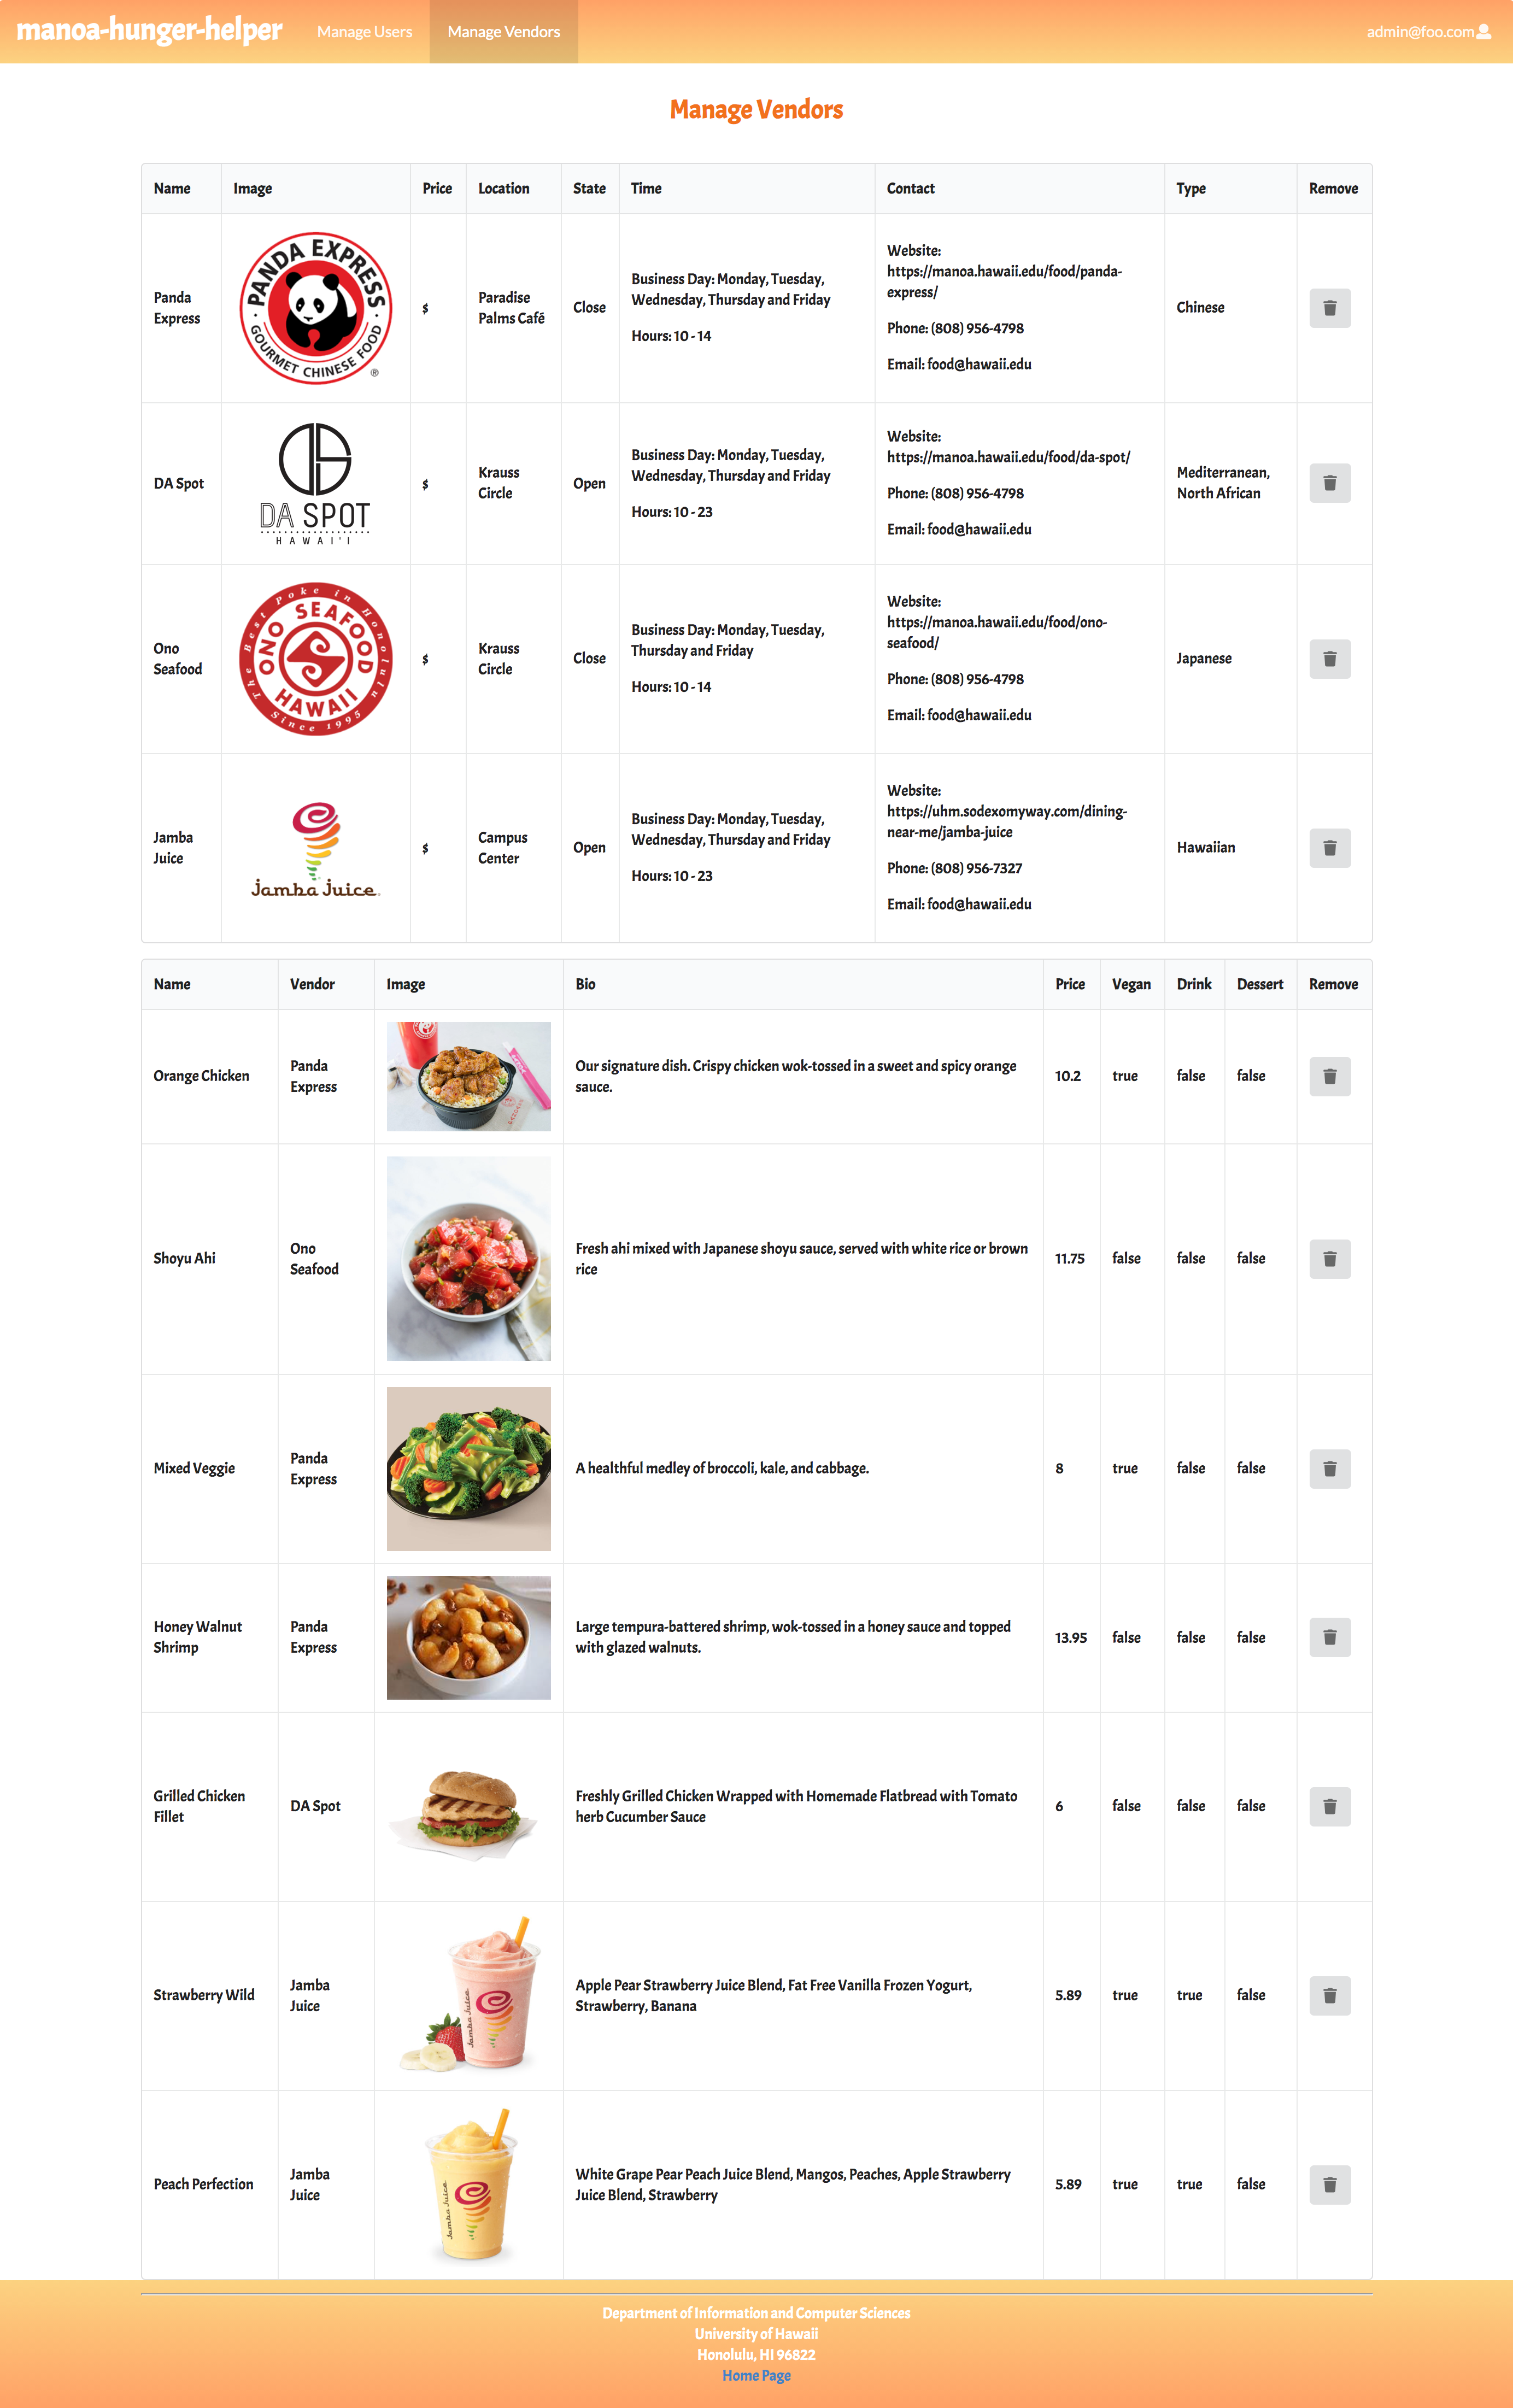 manoa-hunger-helper Manage Users Manage Vendors admin@foo.com
Manage Vendors
Name Image Price Location State Time Contact Type Remove
Panda
Express
PANDA EXPRESS
GOURMET CHINESE FOOD
®
$
Paradise
Palms Café
Close
Business Day: Monday, Tuesday,
Wednesday, Thursday and Friday
Hours: 10 - 14
Website:
https://manoa.hawaii.edu/food/panda-
express/
Phone: (808) 956-4798
Email: food@hawaii.edu
Chinese
DA Spot
DA SPOT
HAWAI'I
$
Krauss
Circle
Open
Business Day: Monday, Tuesday,
Wednesday, Thursday and Friday
Hours: 10 - 23
Website:
https://manoa.hawaii.edu/food/da-spot/
Phone: (808) 956-4798
Email: food@hawaii.edu
Mediterranean,
North African
Ono
Seafood
The Best Poke in Honolulu
ONO SEAFOOD
HAWAII
Since 1995
$
Krauss
Circle
Close
Business Day: Monday, Tuesday,
Thursday and Friday
Hours: 10 - 14
Website:
https://manoa.hawaii.edu/food/ono-
seafood/
Phone: (808) 956-4798
Email: food@hawaii.edu
Japanese
Jamba
Juice
Jamba Juice
$
Campus
Center
Open
Business Day: Monday, Tuesday,
Wednesday, Thursday and Friday
Hours: 10 - 23
Website:
https://uhm.sodexomyway.com/dining-
near-me/jamba-juice
Phone: (808) 956-7327
Email: food@hawaii.edu
Hawaiian
Name Vendor Image Bio Price Vegan Drink Dessert Remove
Orange Chicken
Panda
Express
Our signature dish. Crispy chicken wok-tossed in a sweet and spicy orange
sauce.
10.2 true false false
Shoyu Ahi
Ono
Seafood
Fresh ahi mixed with Japanese shoyu sauce, served with white rice or brown
rice
11.75 false false false
Mixed Veggie
Panda
Express
A healthful medley of broccoli, kale, and cabbage.
8 true false false
Honey Walnut
Shrimp
Panda
Express
Large tempura-battered shrimp, wok-tossed in a honey sauce and topped
with glazed walnuts.
13.95 false false false
Grilled Chicken
Fillet
DA Spot
Freshly Grilled Chicken Wrapped with Homemade Flatbread with Tomato
herb Cucumber Sauce
6 false false false
Strawberry Wild
Jamba
Juice
Jamba Juice
Apple Pear Strawberry Juice Blend, Fat Free Vanilla Frozen Yogurt,
Strawberry, Banana
5.89 true true false
Peach Perfection
Jamba
Juice
Jamba Juice
White Grape Pear Peach Juice Blend, Mangos, Peaches, Apple Strawberry
Juice Blend, Strawberry
5.89 true true false
Department of Information and Computer Sciences
University of Hawaii
Honolulu, HI 96822
Home Page